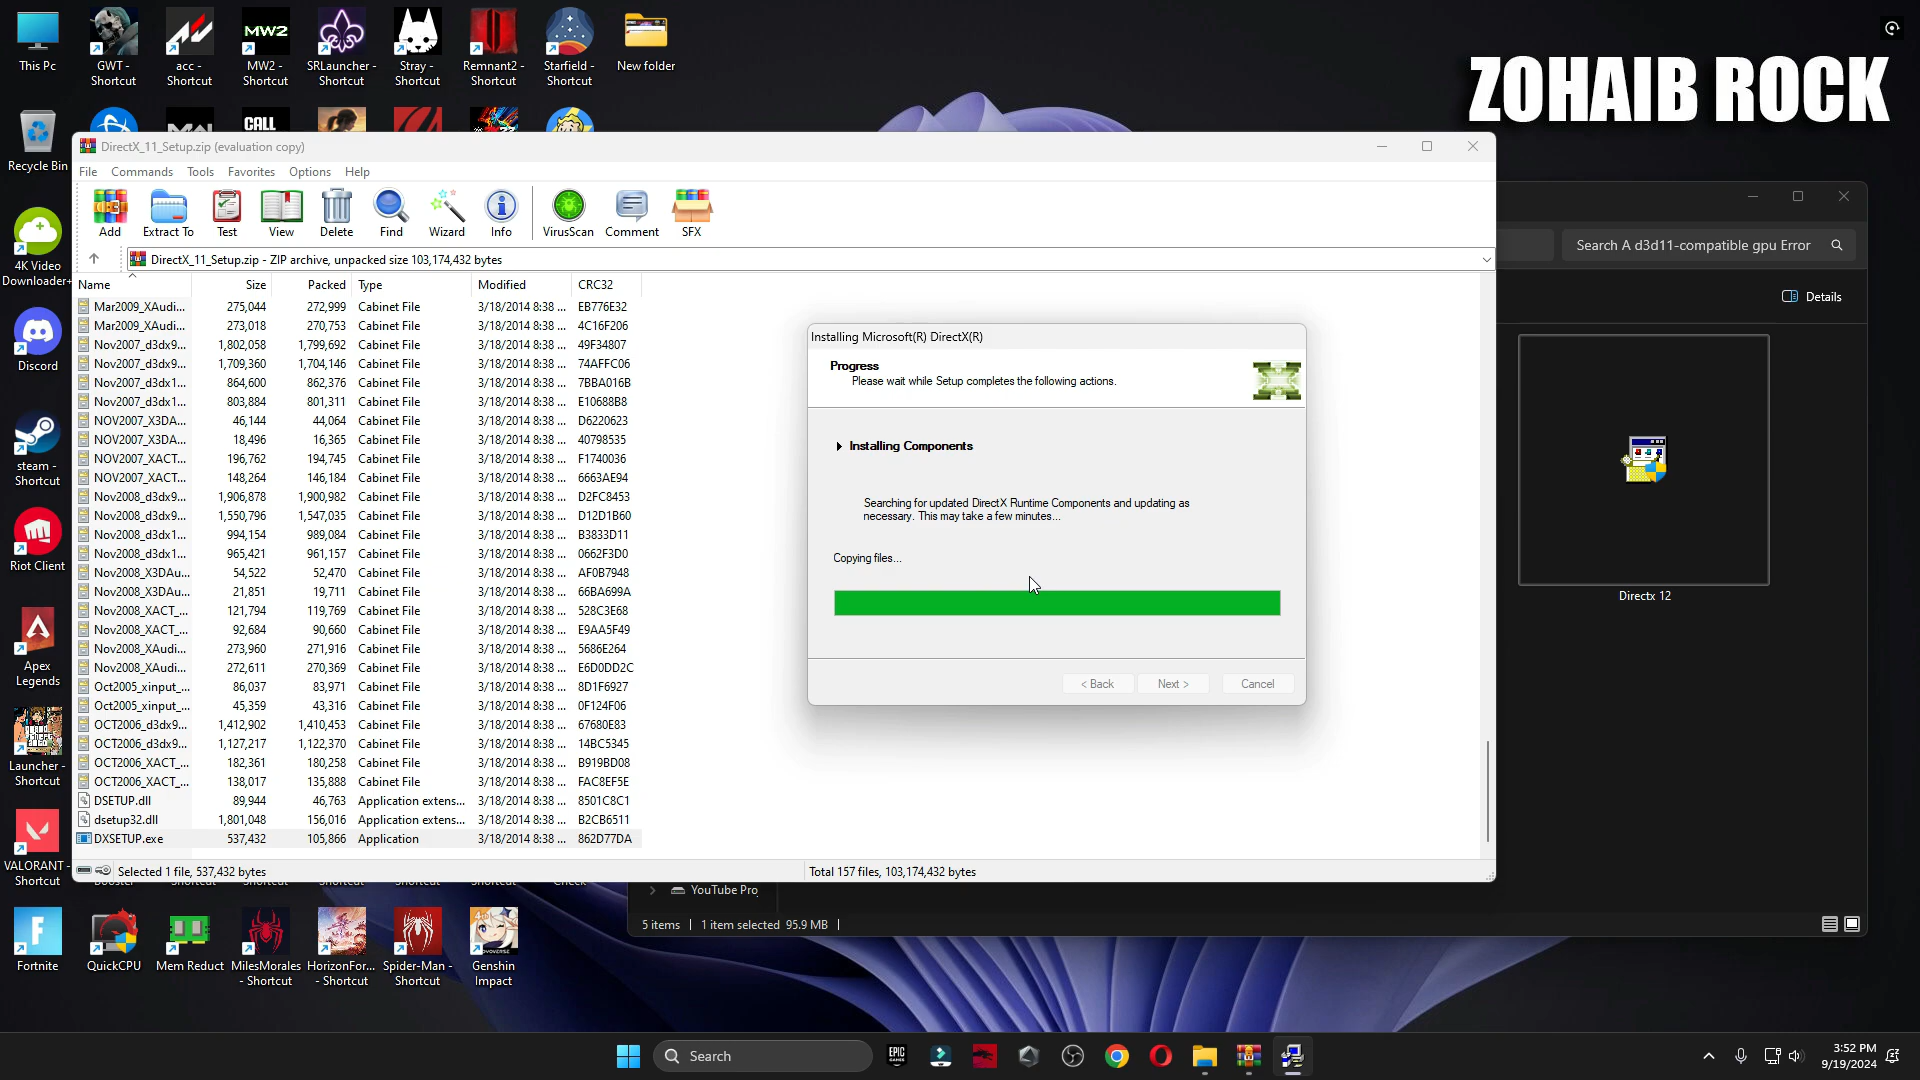 This Pc
GWT -
Shortcut
acc -
Shortcut
MW2
MW2 -
Shortcut
SRLauncher -
Shortcut
Stray -
Shortcut
Remnant2 -
Shortcut
Starfield -
Shortcut
New folder
ZOHAIB ROCK
Recycle Bin
CALL
4K Video
Downloader+
Discord
steam -
Shortcut
Riot Client
Apex
Legends
Launcher -
Shortcut
VALORANT -
Shortcut
DirectX_11_Setup.zip (evaluation copy)
File Commands Tools Favorites Options Help
Add Extract To Test View Delete Find Wizard Info VirusScan Comment SFX
DirectX_11_Setup.zip - ZIP archive, unpacked size 103,174,432 bytes
Name Size Packed Type Modified CRC32
Mar2009_XAudi... 275,044 272,999 Cabinet File 3/18/2014 8:38 ... EB776E32
Mar2009_XAudi... 273,018 270,753 Cabinet File 3/18/2014 8:38 ... 4C16F206
Nov2007_d3dx9... 1,802,058 1,799,692 Cabinet File 3/18/2014 8:38 ... 49F34807
Nov2007_d3dx9... 1,709,360 1,704,146 Cabinet File 3/18/2014 8:38 ... 74AFFC06
Nov2007_d3dx1... 864,600 862,376 Cabinet File 3/18/2014 8:38 ... 7BBA016B
Nov2007_d3dx1... 803,884 801,311 Cabinet File 3/18/2014 8:38 ... E10688B8
NOV2007_X3DA... 46,144 44,064 Cabinet File 3/18/2014 8:38 ... D6220623
NOV2007_X3DA... 18,496 16,365 Cabinet File 3/18/2014 8:38 ... 40798535
NOV2007_XACT... 196,762 194,745 Cabinet File 3/18/2014 8:38 ... F1740036
NOV2007_XACT... 148,264 146,184 Cabinet File 3/18/2014 8:38 ... 6663AE94
Nov2008_d3dx9... 1,906,878 1,900,982 Cabinet File 3/18/2014 8:38 ... D2FC8453
Nov2008_d3dx9... 1,550,796 1,547,035 Cabinet File 3/18/2014 8:38 ... D12D1B60
Nov2008_d3dx1... 994,154 989,084 Cabinet File 3/18/2014 8:38 ... B3833D11
Nov2008_d3dx1... 965,421 961,157 Cabinet File 3/18/2014 8:38 ... 0662F3D0
Nov2008_X3DAu... 54,522 52,470 Cabinet File 3/18/2014 8:38 ... AF0B7948
Nov2008_X3DAu... 21,851 19,711 Cabinet File 3/18/2014 8:38 ... 66BA699A
Nov2008_XACT_... 121,794 119,769 Cabinet File 3/18/2014 8:38 ... 528C3E68
Nov2008_XACT_... 92,684 90,660 Cabinet File 3/18/2014 8:38 ... E9AA5F49
Nov2008_XAudi... 273,960 271,916 Cabinet File 3/18/2014 8:38 ... 5686E264
Nov2008_XAudi... 272,611 270,369 Cabinet File 3/18/2014 8:38 ... E6D0DD2C
Oct2005_xinput_... 86,037 83,971 Cabinet File 3/18/2014 8:38 ... 8D1F6927
Oct2005_xinput_... 45,359 43,316 Cabinet File 3/18/2014 8:38 ... 0F124F06
OCT2006_d3dx9... 1,412,902 1,410,453 Cabinet File 3/18/2014 8:38 ... 67680E83
OCT2006_d3dx9... 1,127,217 1,122,370 Cabinet File 3/18/2014 8:38 ... 14BC5345
OCT2006_XACT_... 182,361 180,258 Cabinet File 3/18/2014 8:38 ... B919BD08
OCT2006_XACT_... 138,017 135,888 Cabinet File 3/18/2014 8:38 ... FAC8EF5E
DSETUP.dll 89,944 46,763 Application extens... 3/18/2014 8:38 ... 8501C8C1
dsetup32.dll 1,801,048 156,016 Application extens... 3/18/2014 8:38 ... B2CB6511
DXSETUP.exe 537,432 105,866 Application 3/18/2014 8:38 ... 862D77DA
Selected 1 file, 537,432 bytes
Total 157 files, 103,174,432 bytes
Installing Microsoft(R) DirectX(R)
Progress
Please wait while Setup completes the following actions.
Installing Components
Searching for updated DirectX Runtime Components and updating as
necessary. This may take a few minutes...
Copying files...
< Back Next > Cancel
Search A d3d11-compatible gpu Error
Details
Directx 12
YouTube Pro
5 items 1 item selected 95.9 MB
Fortnite
QuickCPU
Mem Reduct
MilesMorales
- Shortcut
HorizonFor...
- Shortcut
Spider-Man -
Shortcut
Genshin
Impact
Search
EPIC
GAMES
3:52 PM
9/19/2024